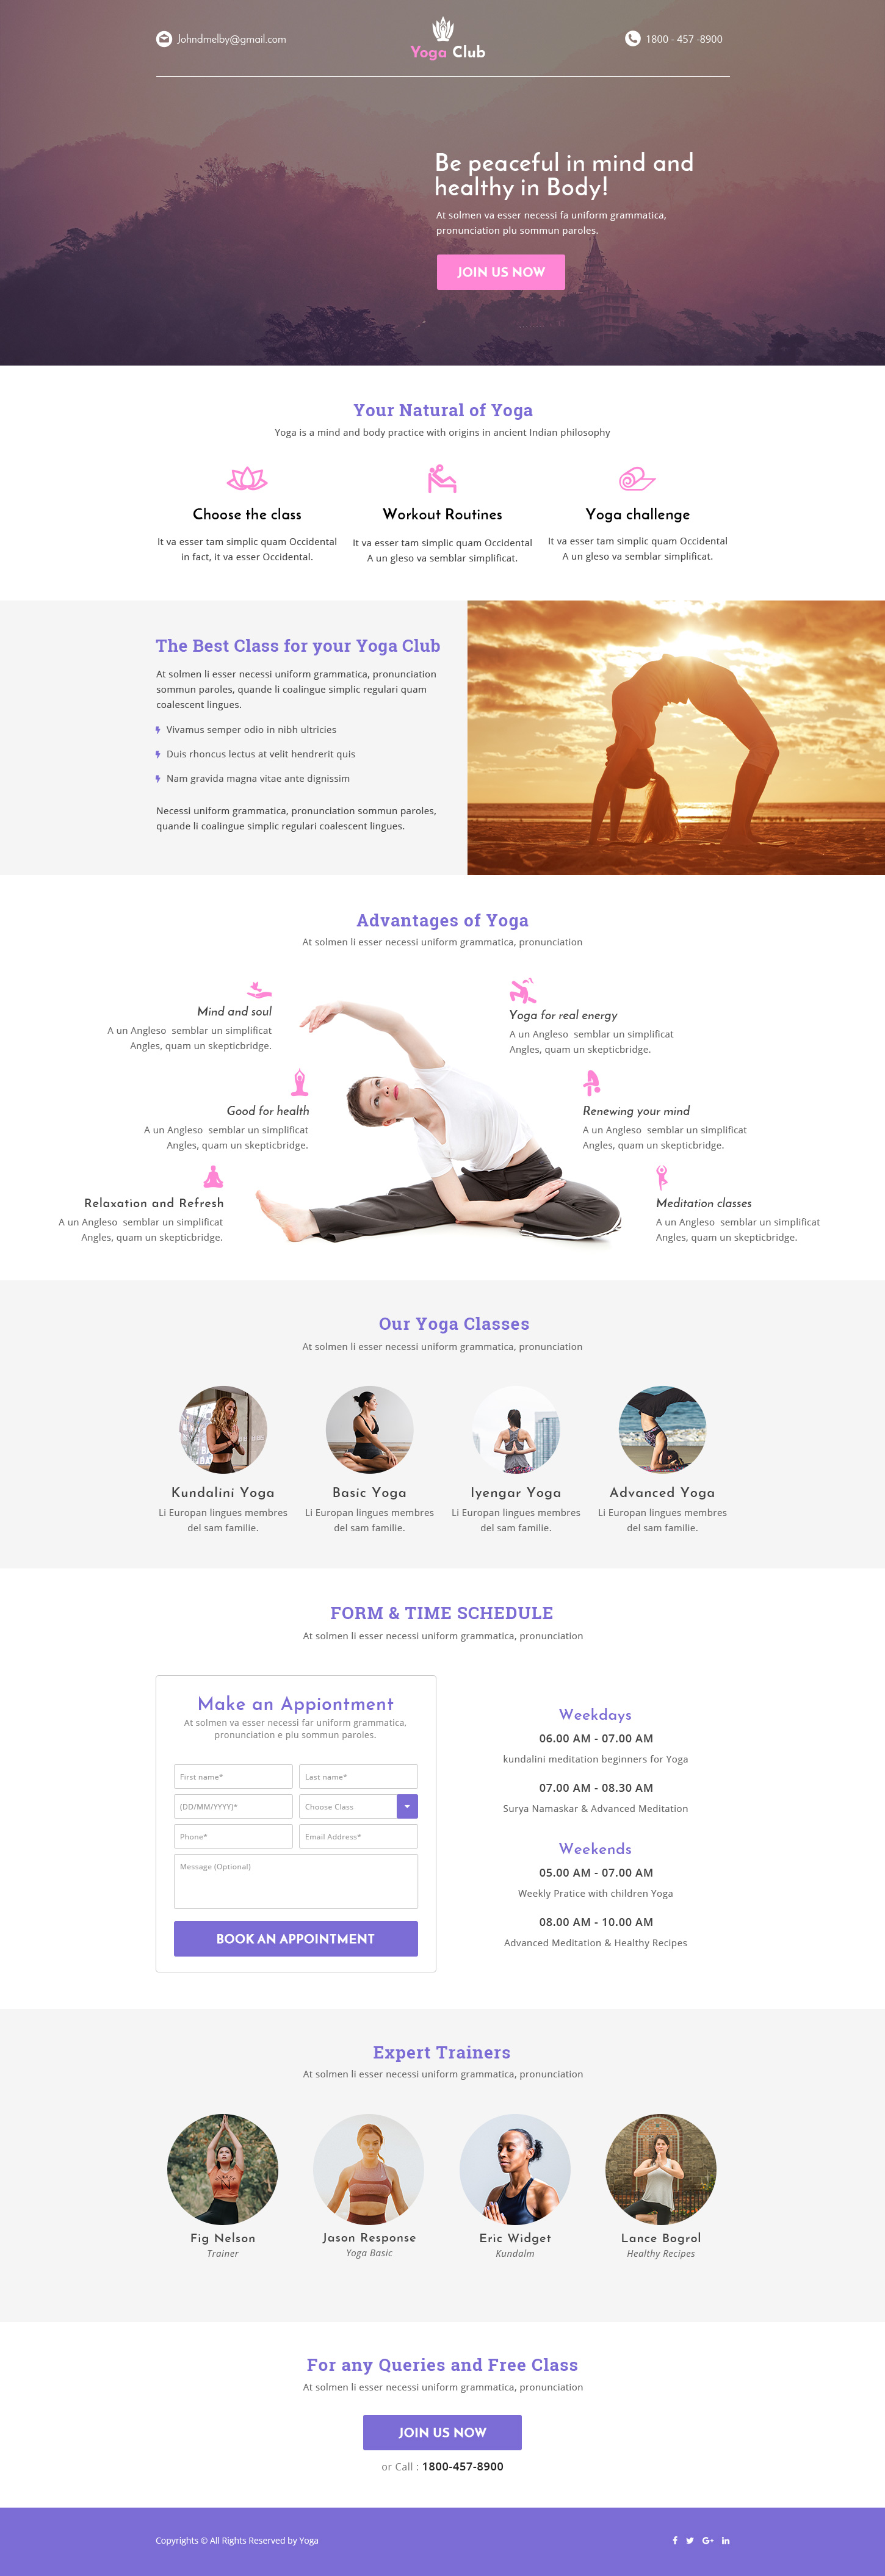 Johndmelby@gmail.com
Yoga Club
1800 - 457 -8900
Be peaceful in mind and
healthy in Body!
At solmen va esser necessi fa uniform grammatica,
pronunciation plu sommun paroles.
JOIN US NOW
Your Natural of Yoga
Yoga is a mind and body practice with origins in ancient Indian philosophy
Choose the class
It va esser tam simplic quam Occidental
in fact, it va esser Occidental.
Workout Routines
It va esser tam simplic quam Occidental
A un gleso va semblar simplificat.
Yoga challenge
It va esser tam simplic quam Occidental
A un gleso va semblar simplificat.
The Best Class for your Yoga Club
At solmen li esser necessi uniform grammatica, pronunciation
sommun paroles, quande li coalingue simplic regulari quam
coalescent lingues.
Vivamus semper odio in nibh ultricies
Duis rhoncus lectus at velit hendrerit quis
Nam gravida magna vitae ante dignissim
Necessi uniform grammatica, pronunciation sommun paroles,
quande li coalingue simplic regulari coalescent lingues.
Advantages of Yoga
At solmen li esser necessi uniform grammatica, pronunciation
Mind and soul
A un Angleso semblar un simplificat
Angles, quam un skepticbridge.
Good for health
A un Angleso semblar un simplificat
Angles, quam un skepticbridge.
Relaxation and Refresh
A un Angleso semblar un simplificat
Angles, quam un skepticbridge.
Yoga for real energy
A un Angleso semblar un simplificat
Angles, quam un skepticbridge.
Renewing your mind
A un Angleso semblar un simplificat
Angles, quam un skepticbridge.
Meditation classes
A un Angleso semblar un simplificat
Angles, quam un skepticbridge.
Our Yoga Classes
At solmen li esser necessi uniform grammatica, pronunciation
Kundalini Yoga
Li Europan lingues membres
del sam familie.
Basic Yoga
Li Europan lingues membres
del sam familie.
Iyengar Yoga
Li Europan lingues membres
del sam familie.
Advanced Yoga
Li Europan lingues membres
del sam familie.
FORM & TIME SCHEDULE
At solmen li esser necessi uniform grammatica, pronunciation
Make an Appiontment
At solmen va esser necessi far uniform grammatica,
pronunciation e plu sommun paroles.
First name*
Last name*
(DD/MM/YYYY)*
Choose Class
Phone*
Email Address*
Message (Optional)
BOOK AN APPOINTMENT
Weekdays
06.00 AM - 07.00 AM
kundalini meditation beginners for Yoga
07.00 AM - 08.30 AM
Surya Namaskar & Advanced Meditation
Weekends
05.00 AM - 07.00 AM
Weekly Pratice with children Yoga
08.00 AM - 10.00 AM
Advanced Meditation & Healthy Recipes
Expert Trainers
At solmen li esser necessi uniform grammatica, pronunciation
Fig Nelson
Trainer
Jason Response
Yoga Basic
Eric Widget
Kundalm
Lance Bogrol
Healthy Recipes
For any Queries and Free Class
At solmen li esser necessi uniform grammatica, pronunciation
JOIN US NOW
or Call : 1800-457-8900
Copyrights © All Rights Reserved by Yoga